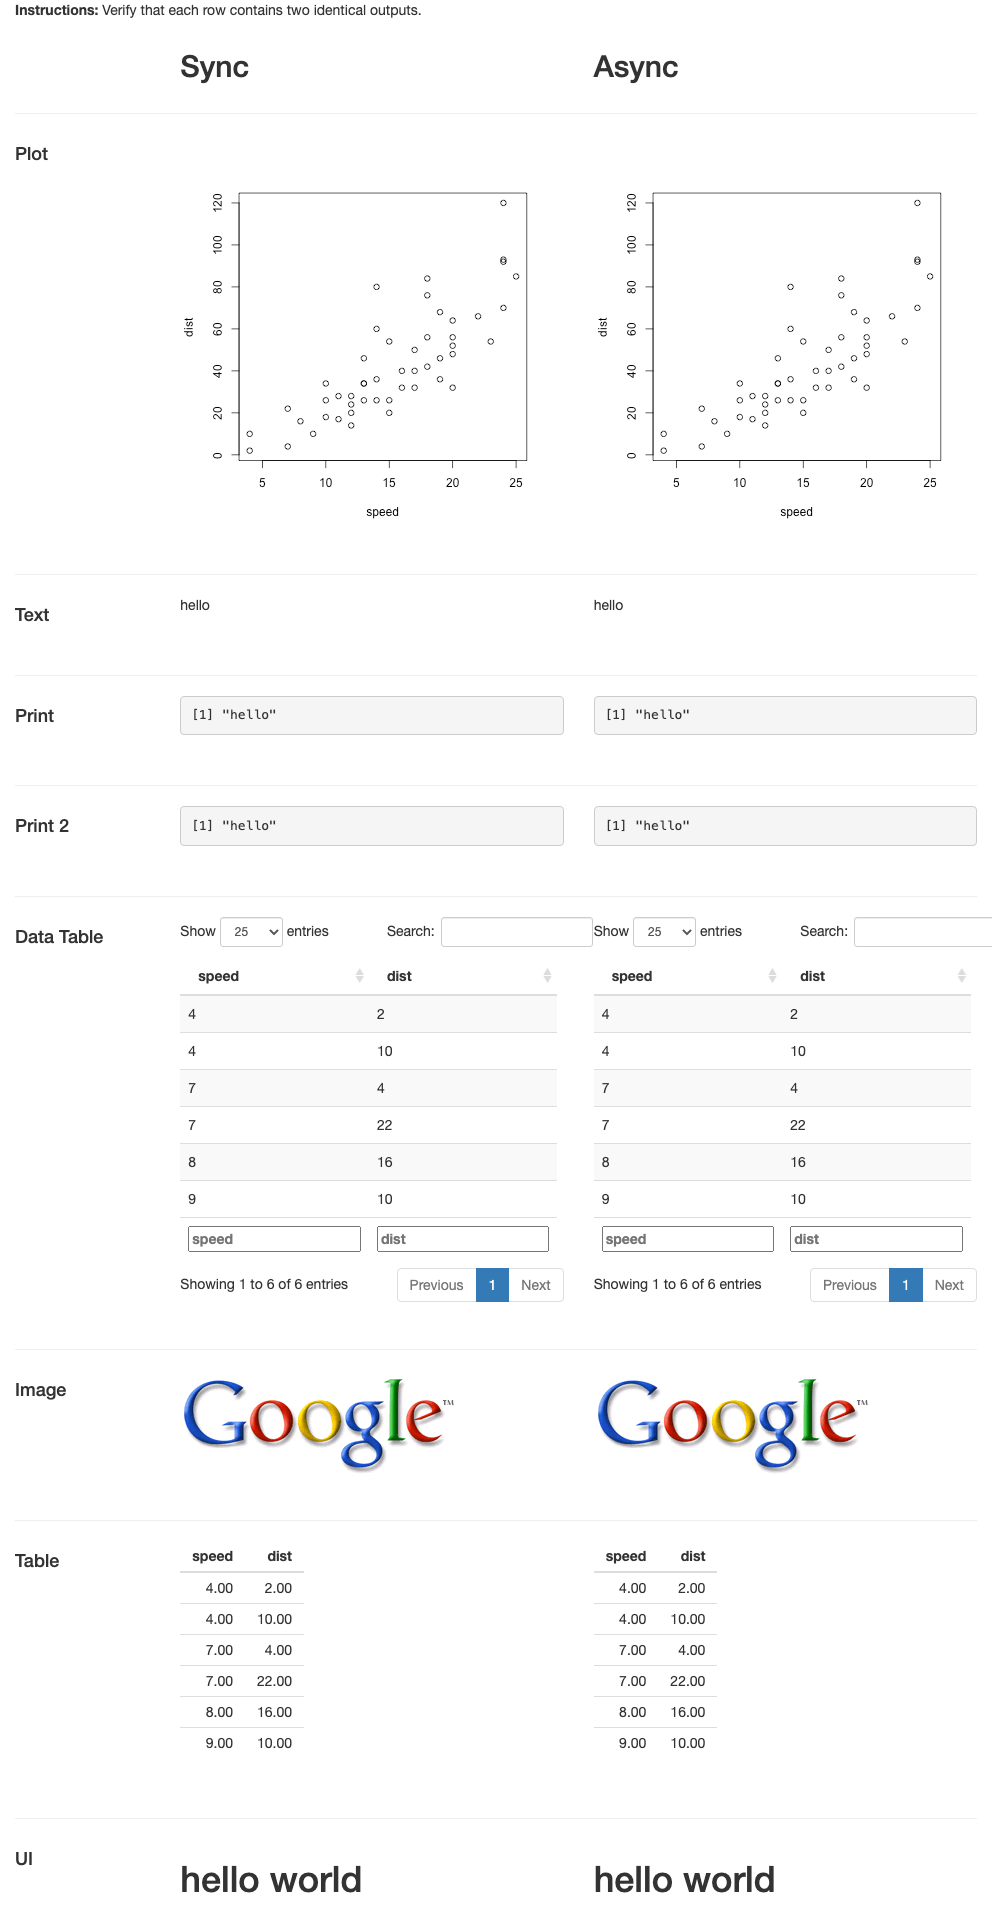 Instructions: Verify that each row contains two identical outputs.
Sync Async
Plot
120 120
100 100
80 80
60 60
dist dist
40 40
20 20
0 0
5 10 15 20 25 5 10 15 20 25
speed speed
Text hello hello
Print [1] "hello" [1] "hello"
Print 2 [1] "hello" [1] "hello"
Data Table Show 25 entries Search: Show 25 entries Search:
speed dist speed dist
4 2 4 2
4 10 4 10
7 4 7 4
7 22 7 22
8 16 8 16
9 10 9 10
speed dist speed dist
Showing 1 to 6 of 6 entries Previous 1 Next Showing 1 to 6 of 6 entries Previous 1 Next
Image Google™ Google™
Table speed dist speed dist
4.00 2.00 4.00 2.00
4.00 10.00 4.00 10.00
7.00 4.00 7.00 4.00
7.00 22.00 7.00 22.00
8.00 16.00 8.00 16.00
9.00 10.00 9.00 10.00
UI hello world hello world